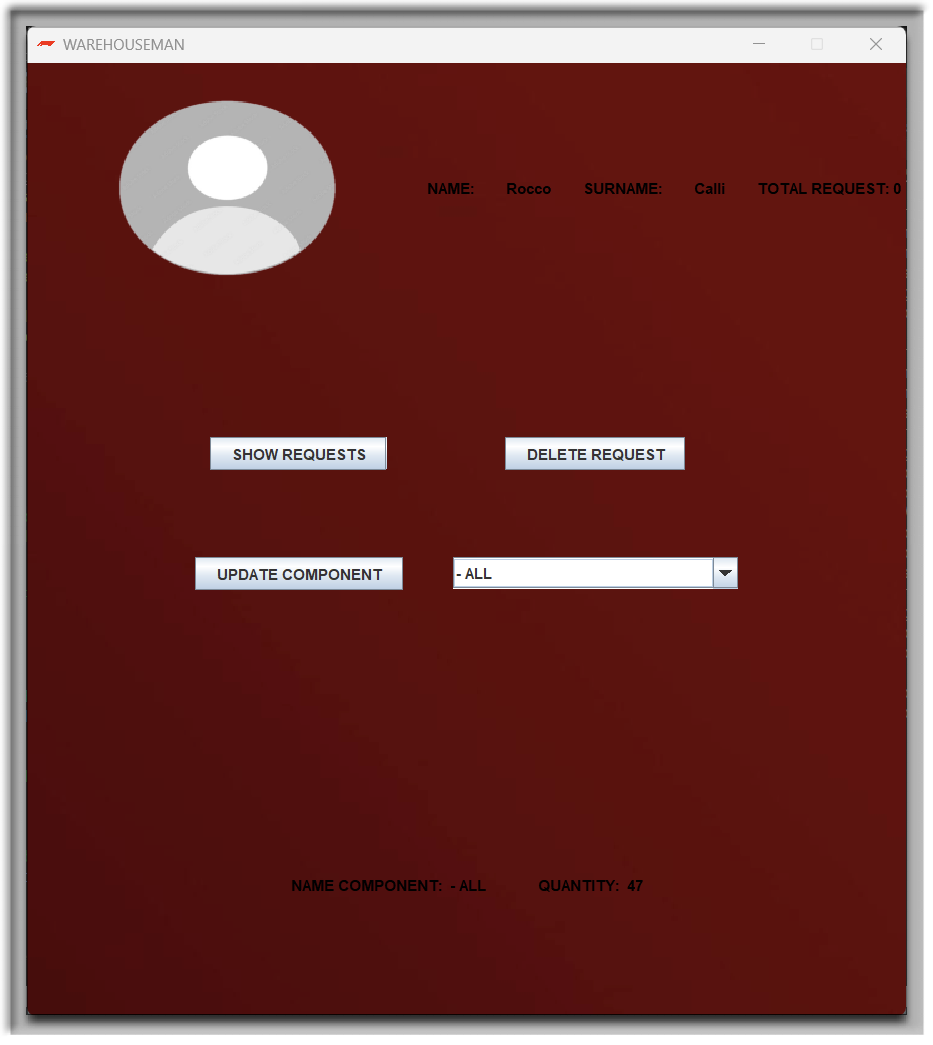 WAREHOUSEMAN
NAME: Rocco SURNAME: Calli TOTAL REQUEST: 0
SHOW REQUESTS DELETE REQUEST
UPDATE COMPONENT - ALL
NAME COMPONENT: - ALL QUANTITY: 47